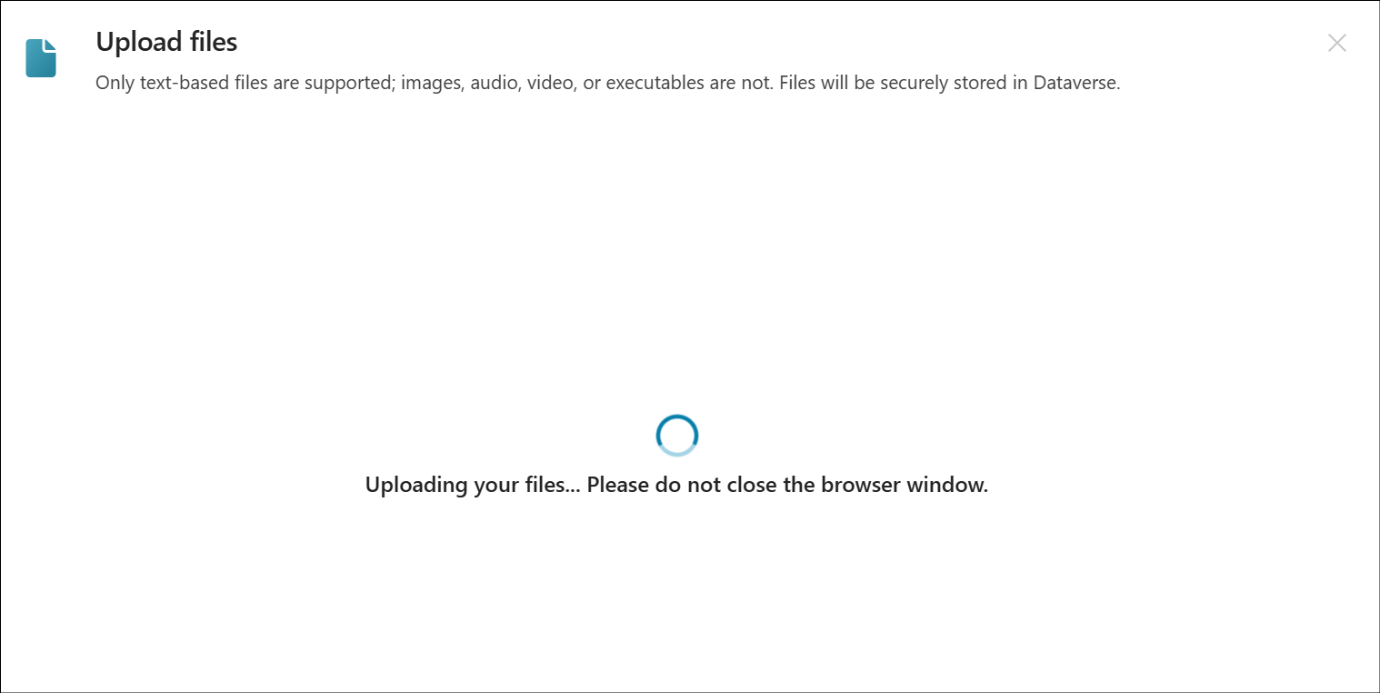 Upload files
Only text-based files are supported; images, audio, video, or executables are not. Files will be securely stored in Dataverse.
Uploading your files... Please do not close the browser window.